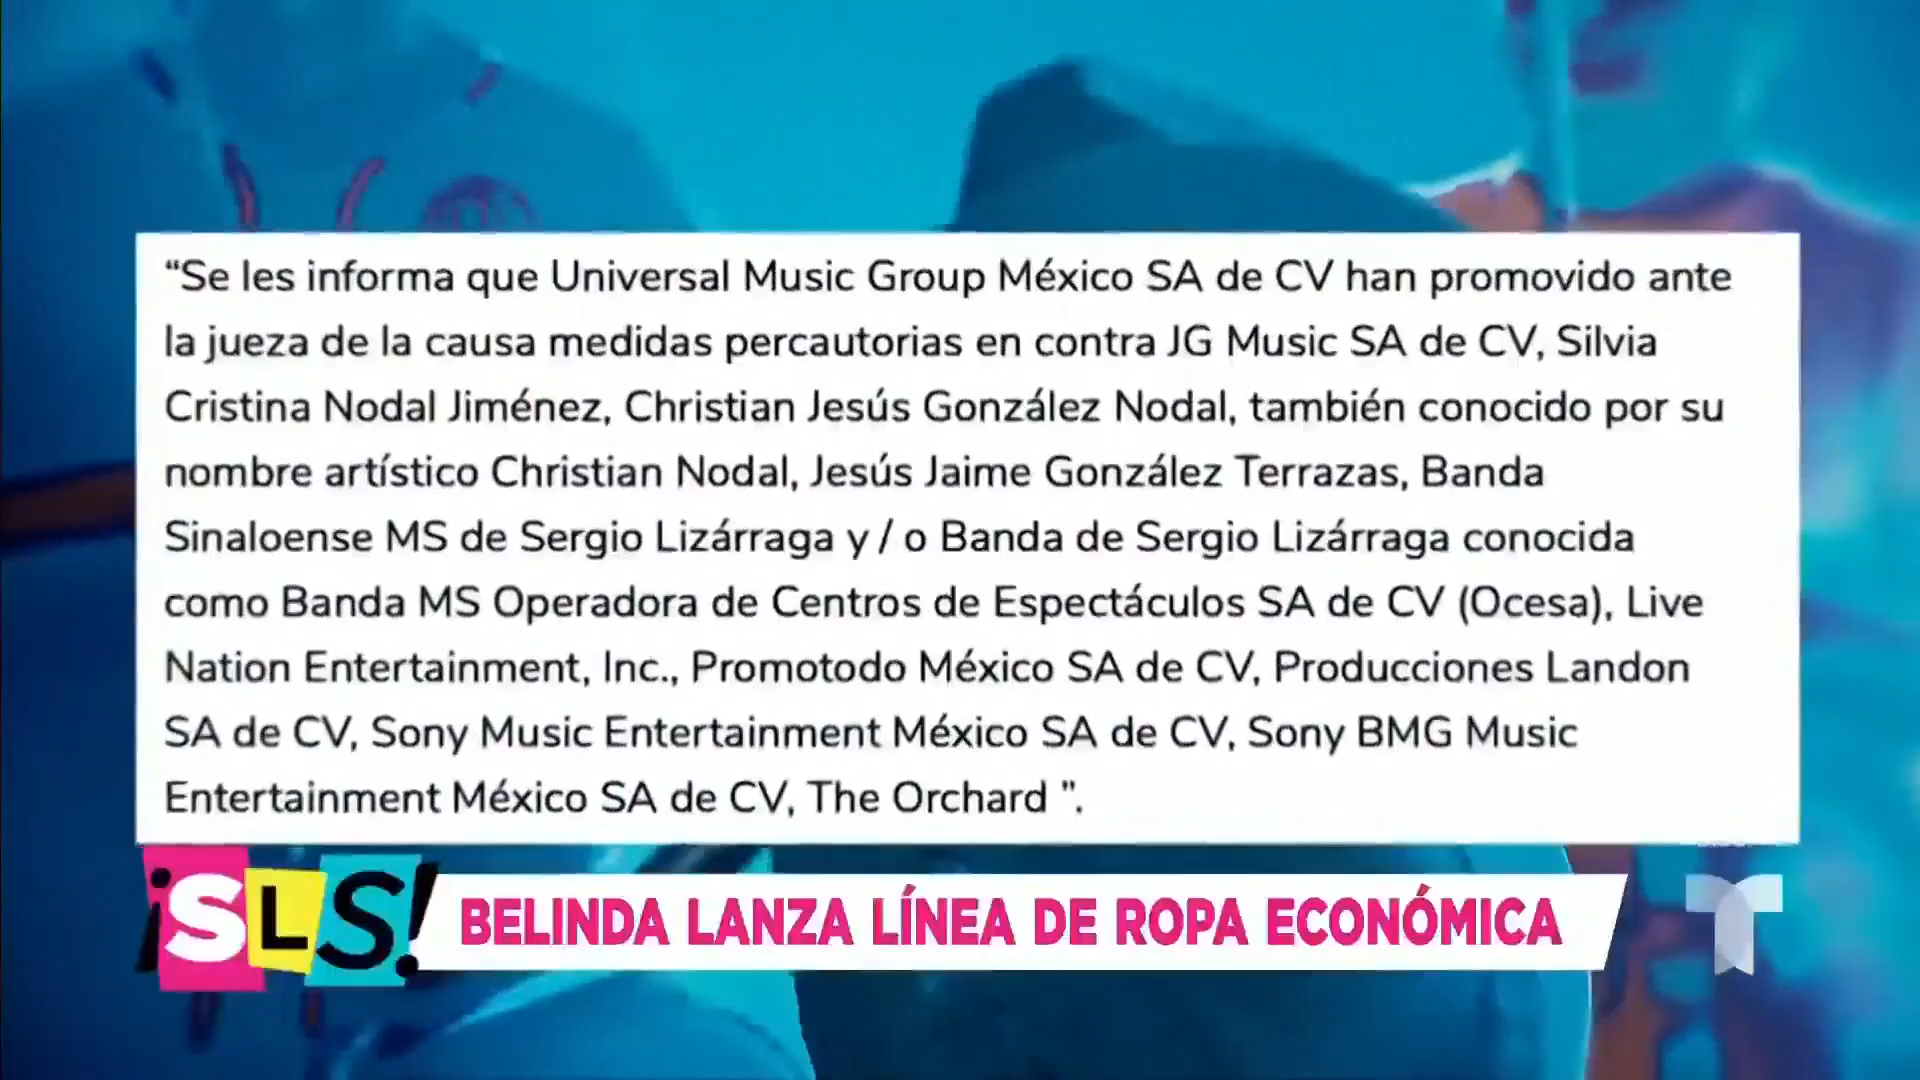 “Se les informa que Universal Music Group México SA de CV han promovido ante
la jueza de la causa medidas percautorias en contra JG Music SA de CV, Silvia
Cristina Nodal Jiménez, Christian Jesús González Nodal, también conocido por su
nombre artístico Christian Nodal, Jesús Jaime González Terrazas, Banda
Sinaloense MS de Sergio Lizárraga y / o Banda de Sergio Lizárraga conocida
como Banda MS Operadora de Centros de Espectáculos SA de CV (Ocesa), Live
Nation Entertainment, Inc., Promotodo México SA de CV, Producciones Landon
SA de CV, Sony Music Entertainment México SA de CV, Sony BMG Music
Entertainment México SA de CV, The Orchard ”.
¡SLS!
BELINDA LANZA LÍNEA DE ROPA ECONÓMICA